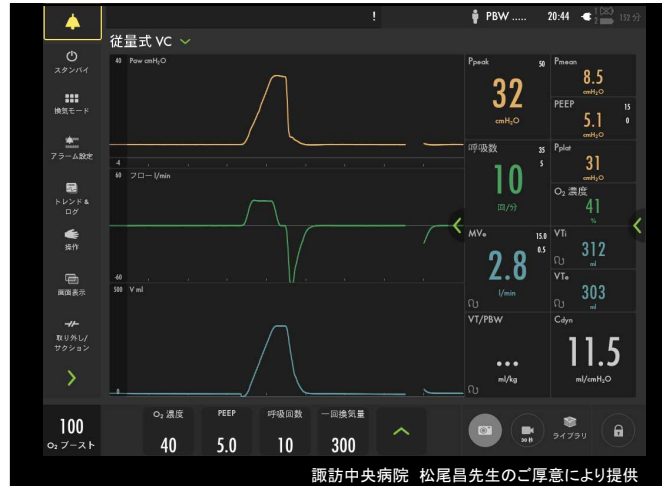 !
PBW .....
20:44
1
2
152 分
従量式 VC
スタンバイ
換気モード
アラーム設定
トレンド &
ログ
操作
画面表示
取り外し/
サクション
40 Paw cmH₂O
-4
60 フロー l/min
-60
500 V ml
0
Ppeak 50
32
cmH₂O
Pmean
8.5
cmH₂O
PEEP 15
0
5.1
cmH₂O
呼吸数 35
5
10
回/分
Pplat
31
cmH₂O
O₂ 濃度
41
%
MVe 15.0
0.5
2.8
l/min
VTi
312
ml
VTe
303
ml
VT/PBW
...
ml/kg
Cdyn
11.5
ml/cmH₂O
100
O₂ ブースト
O₂ 濃度
40
PEEP
5.0
呼吸回数
10
一回換気量
300
30 秒
ライブラリ
諏訪中央病院 松尾昌先生のご厚意により提供